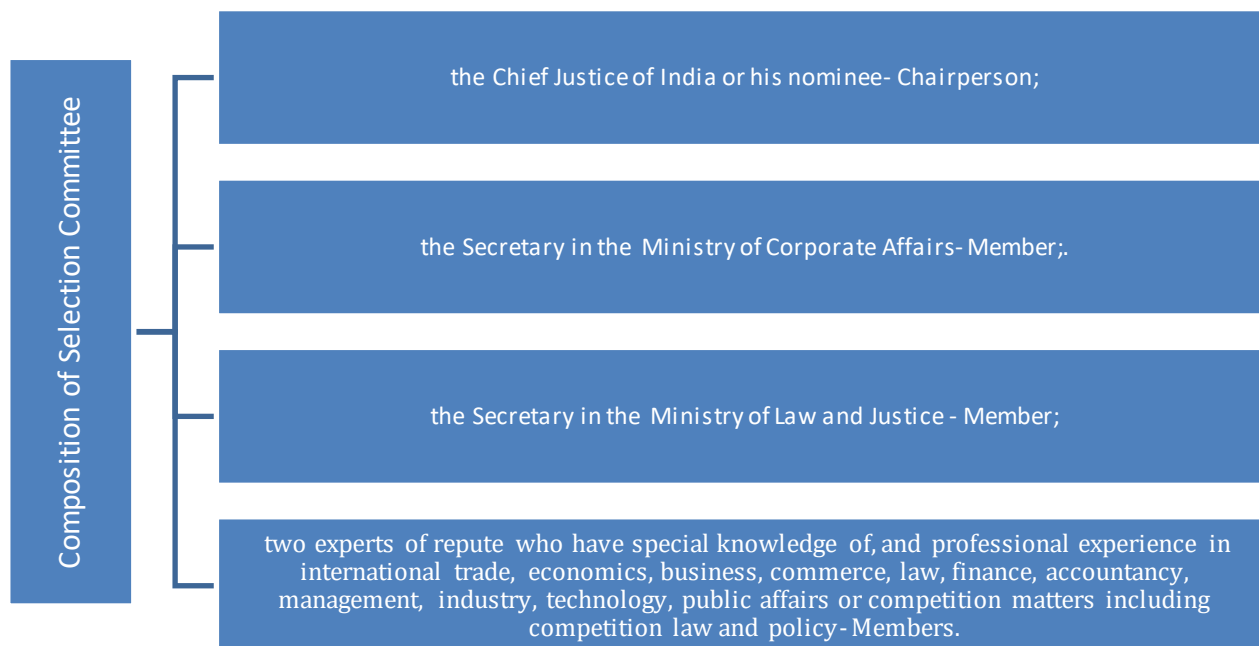 Composition of Selection Committee
the Chief Justice of India or his nominee- Chairperson;
the Secretary in the Ministry of Corporate Affairs- Member;.
the Secretary in the Ministry of Law and Justice - Member;
two experts of repute who have special knowledge of, and professional experience in
international trade, economics, business, commerce, law, finance, accountancy,
management, industry, technology, public affairs or competition matters including
competition law and policy- Members.